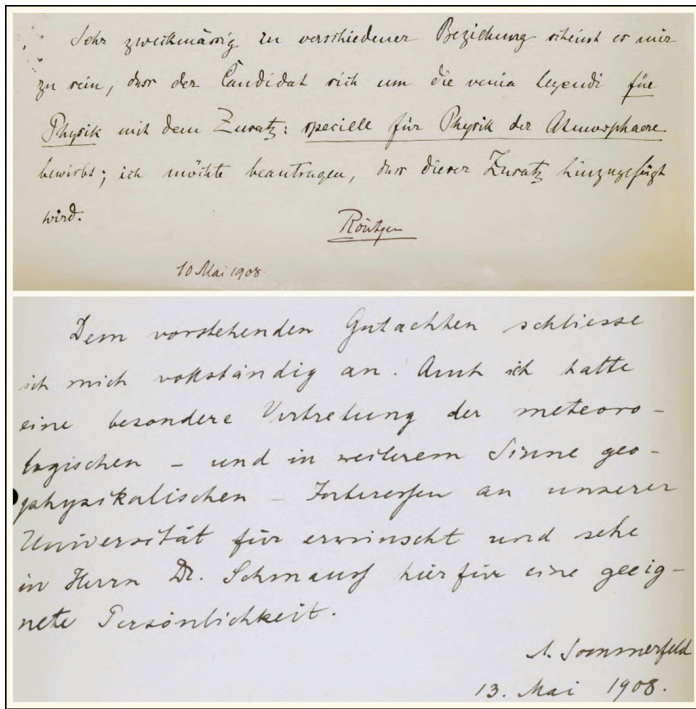 Sehr zweckmässig in verschiedener Beziehung scheint es mir
zu sein, dass der Candidat sich um die venia legendi für
Physik mit dem Zusatz: specielle für Physik der Atmosphaere
bewirbt; ich möchte beantragen, dass dieser Zusatz hinzugefügt
wird.
Röntgen
10 Mai 1908.
Dem vorstehenden Gutachten schliesse
ich mich vollständig an. Auch ich halte
eine besondere Vertretung der meteoro-
logischen – und in weiterem Sinne geo-
physikalischen – Interessen an unserer
Universität für erwünscht und sehe
in Herrn Dr. Schmauss hierfür eine geeig-
nete Persönlichkeit.
A. Sommerfeld
13. Mai 1908.